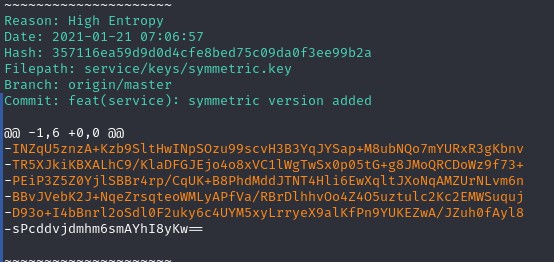 ~~~~~~~~~~~~~~~~~~~~~
Reason: High Entropy
Date: 2021-01-21 07:06:57
Hash: 357116ea59d9d0d4cfe8bed75c09da0f3ee99b2a
Filepath: service/keys/symmetric.key
Branch: origin/master
Commit: feat(service): symmetric version added

@@ -1,6 +0,0 @@
-INZqU5znzA+Kzb9SltHwINpSOzu99scvH3B3YqJYSap+M8ubNQo7mYURxR3gKbnv
-TR5XJkiKBXALhC9/KlaDFGJEjo4o8xVC1lWgTwSx0p05tG+g8JMoQRCDoWz9f73+
-PEiP3Z5Z0YjlSBBr4rp/CqUK+B8PhdMddJTNT4Hli6EwXqltJXoNqAMZUrNLvm6n
-BBvJVebK2J+NqeZrsqteoWMLyAPfVa/RBrDlhhvOo4Z4O5uztulc2Kc2EMWSuquj
-D93o+I4bBnrl2oSdl0F2uky6c4UYM5xyLrryeX9alKfPn9YUKEZwA/JZuh0fAyl8
-sPcddvjdmhm6smAYhI8yKw==

~~~~~~~~~~~~~~~~~~~~~